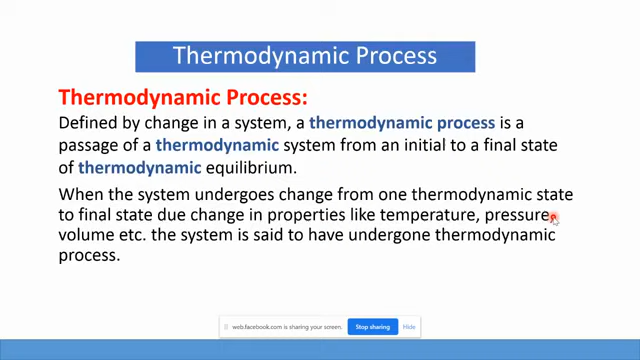 Thermodynamic Process
Thermodynamic Process:
Defined by change in a system, a thermodynamic process is a
passage of a thermodynamic system from an initial to a final state
of thermodynamic equilibrium.
When the system undergoes change from one thermodynamic state
to final state due change in properties like temperature, pressure,
volume etc. the system is said to have undergone thermodynamic
process.
web.facebook.com is sharing your screen. Stop sharing Hide